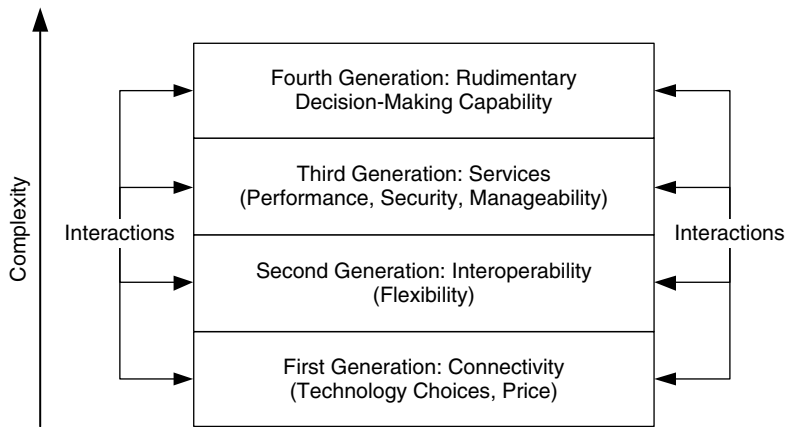 Complexity
Fourth Generation: Rudimentary
Decision-Making Capability
Third Generation: Services
(Performance, Security, Manageability)
Interactions
Interactions
Second Generation: Interoperability
(Flexibility)
First Generation: Connectivity
(Technology Choices, Price)